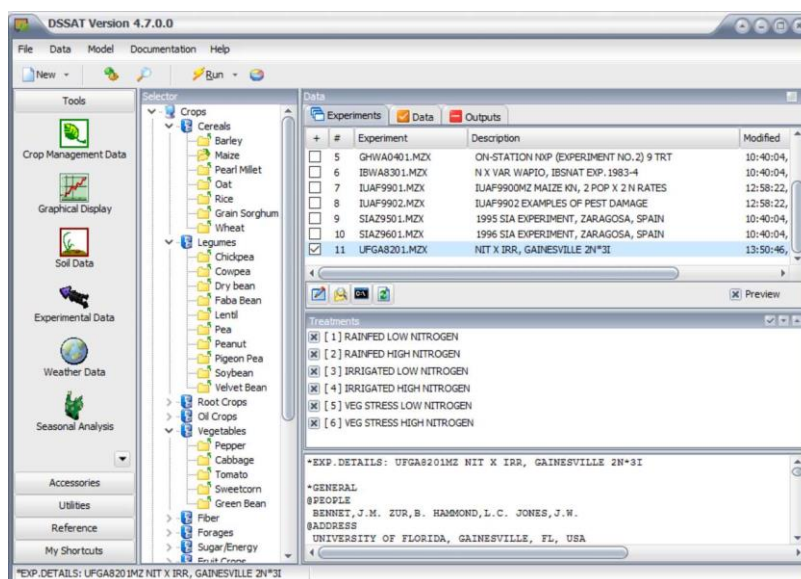 DSSAT Version 4.7.0.0
File Data Model Documentation Help
New Run
Tools
Crop Management Data
Graphical Display
Soil Data
Experimental Data
Weather Data
Seasonal Analysis
Accessories
Utilities
Reference
My Shortcuts
Selector
Crops
Cereals
Barley
Maize
Pearl Millet
Oat
Rice
Grain Sorghum
Wheat
Legumes
Chickpea
Cowpea
Dry bean
Faba Bean
Lentil
Pea
Peanut
Pigeon Pea
Soybean
Velvet Bean
Root Crops
Oil Crops
Vegetables
Pepper
Cabbage
Tomato
Sweetcorn
Green Bean
Fiber
Forages
Sugar/Energy
Fruit Crops
Data
Experiments Data Outputs
+ # Experiment Description Modified
5 GHWA0401.MZX ON-STATION NXP (EXPERIMENT NO.2) 9 TRT 10:40:04,
6 IBWA8301.MZX N X VAR WAPIO, IBSNAT EXP. 1983-4 10:40:04,
7 IUAF9901.MZX IUAF9900MZ MAIZE KN, 2 POP X 2 N RATES 12:58:22,
8 IUAF9902.MZX IUAF9902 EXAMPLES OF PEST DAMAGE 12:58:22,
9 SIAZ9501.MZX 1995 SIA EXPERIMENT, ZARAGOSA, SPAIN 10:40:04,
10 SIAZ9601.MZX 1996 SIA EXPERIMENT, ZARAGOSA, SPAIN 10:40:04,
11 UFGA8201.MZX NIT X IRR, GAINESVILLE 2N*3I 13:50:46,
Preview
Treatments
[ 1 ] RAINFED LOW NITROGEN
[ 2 ] RAINFED HIGH NITROGEN
[ 3 ] IRRIGATED LOW NITROGEN
[ 4 ] IRRIGATED HIGH NITROGEN
[ 5 ] VEG STRESS LOW NITROGEN
[ 6 ] VEG STRESS HIGH NITROGEN
*EXP.DETAILS: UFGA8201MZ NIT X IRR, GAINESVILLE 2N*3I
*GENERAL
@PEOPLE
BENNET,J.M. ZUR,B. HAMMOND,L.C. JONES,J.W.
@ADDRESS
UNIVERSITY OF FLORIDA, GAINESVILLE, FL, USA
*EXP.DETAILS: UFGA8201MZ NIT X IRR, GAINESVILLE 2N*3I